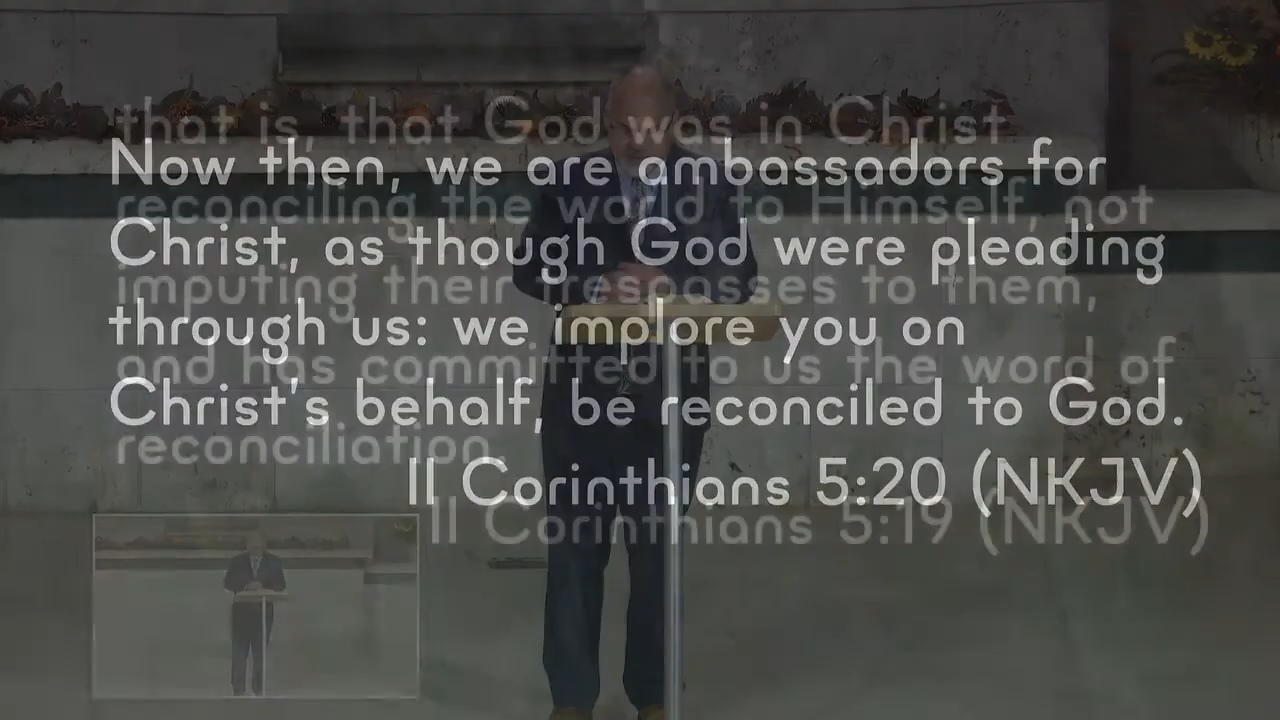 that is, that God was in Christ
reconciling the world to Himself, not
imputing their trespasses to them,
and has committed to us the word of
reconciliation.
II Corinthians 5:19 (NKJV)
Now then, we are ambassadors for
Christ, as though God were pleading
through us: we implore you on
Christ's behalf, be reconciled to God.
II Corinthians 5:20 (NKJV)